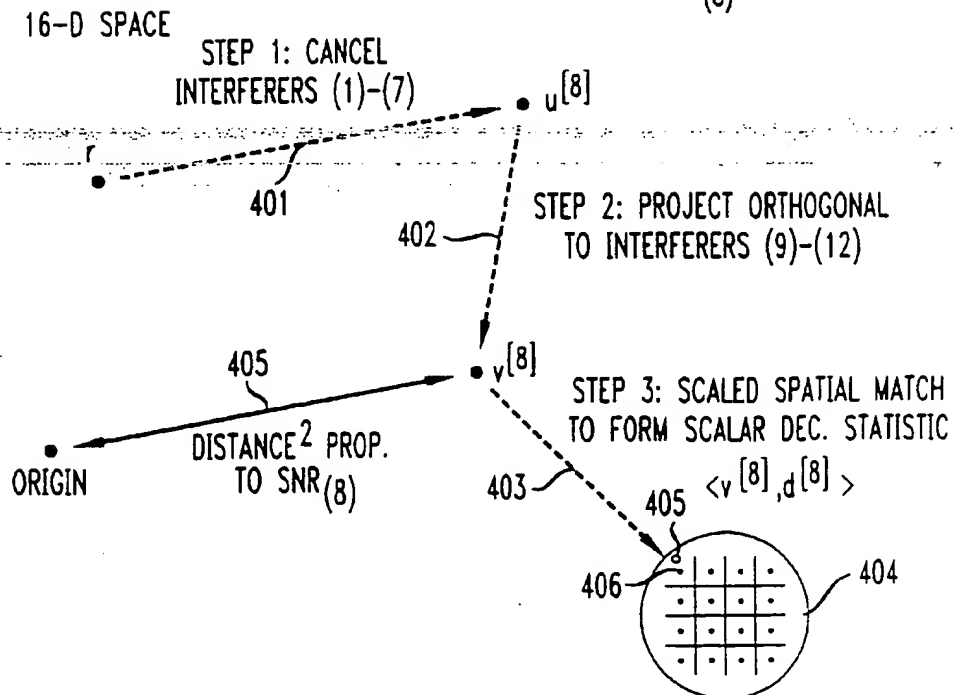 (8)
16-D SPACE
STEP 1: CANCEL
INTERFERERS (1)-(7)
u[8]
r
401
402
STEP 2: PROJECT ORTHOGONAL
TO INTERFERERS (9)-(12)
405
v[8]
STEP 3: SCALED SPATIAL MATCH
TO FORM SCALAR DEC. STATISTIC
DISTANCE2 PROP.
TO SNR(8)
ORIGIN
403
<v[8],d[8]>
405
406
404